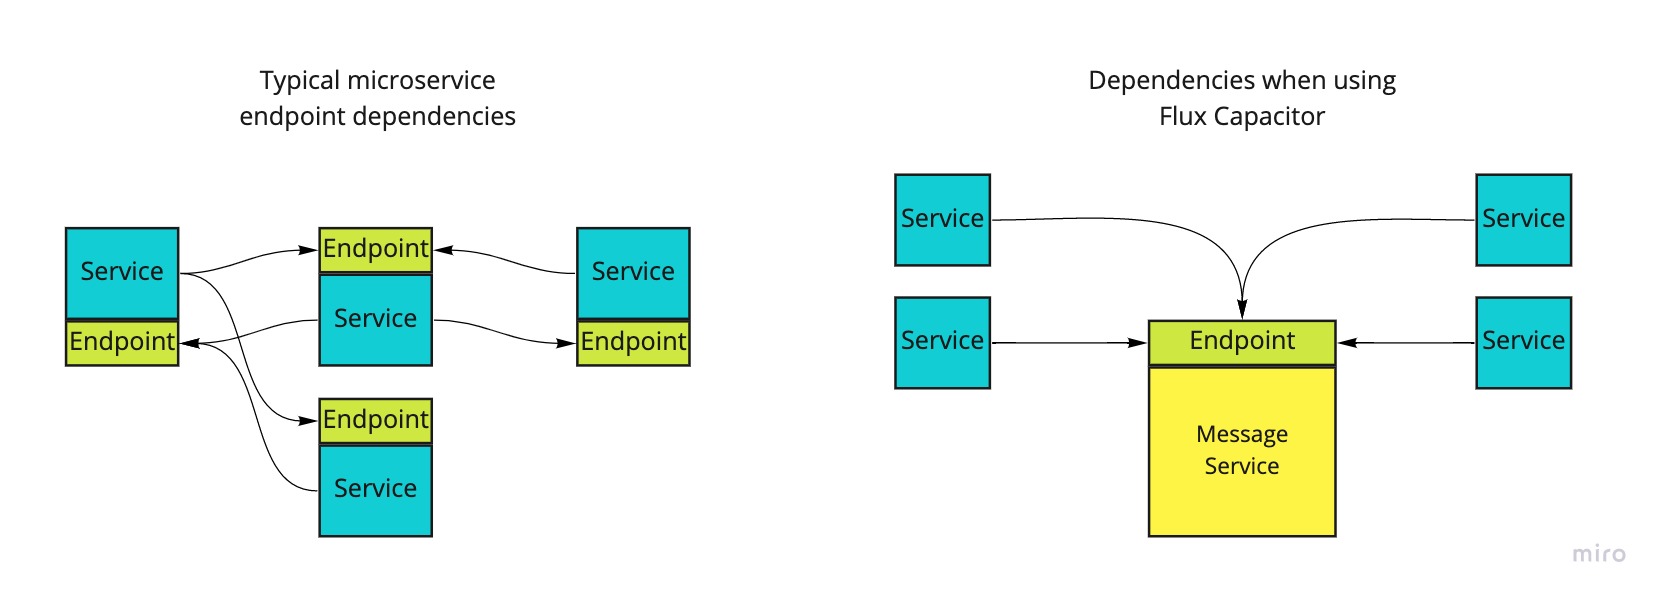 Typical microservice
endpoint dependencies
Service
Endpoint
Endpoint
Service
Endpoint
Service
Service
Endpoint
Dependencies when using
Flux Capacitor
Service
Service
Service
Service
Endpoint
Message
Service
miro